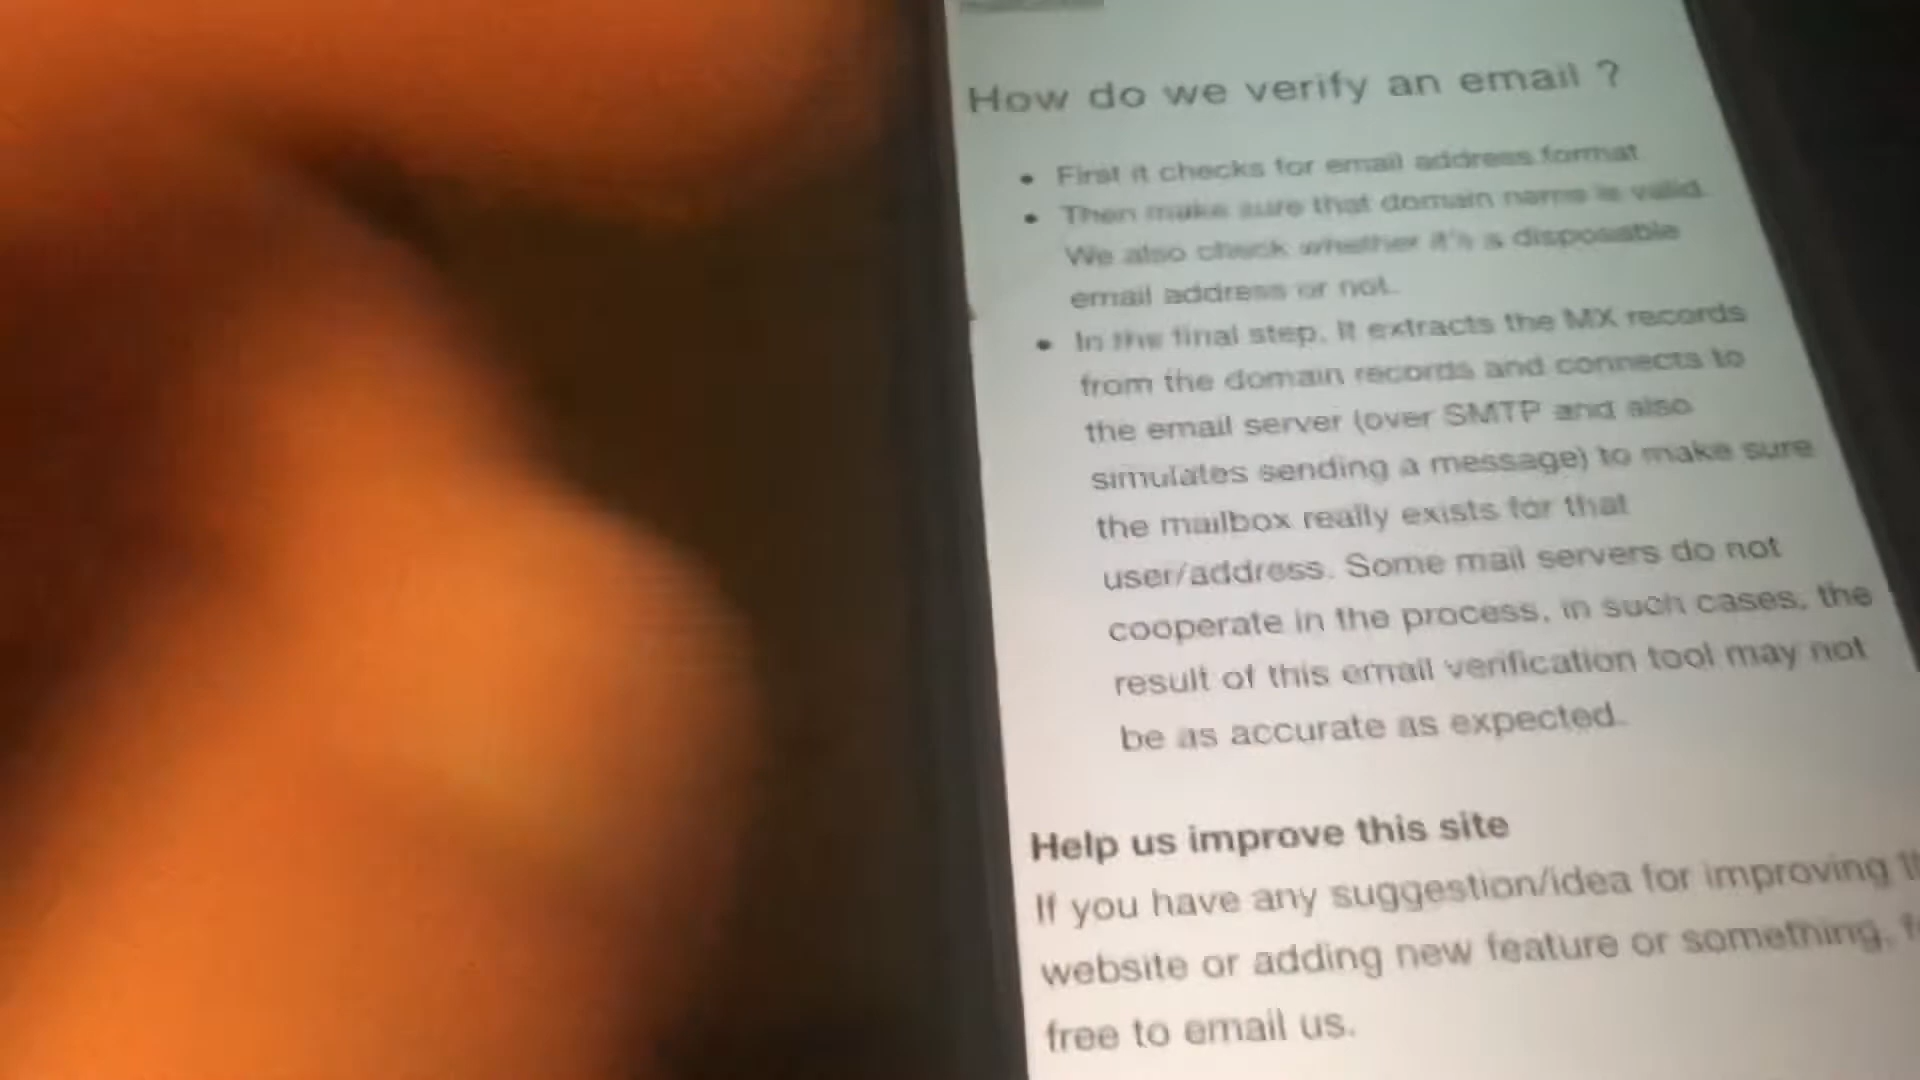 How do we verify an email ?
• First it checks for email address format
• Then make sure that domain name is valid.
We also check whether it's a disposable
email address or not.
• In the final step, It extracts the MX records
from the domain records and connects to
the email server (over SMTP and also
simulates sending a message) to make sure
the mailbox really exists for that
user/address. Some mail servers do not
cooperate in the process, in such cases, the
result of this email verification tool may not
be as accurate as expected.
Help us improve this site
If you have any suggestion/idea for improving
website or adding new feature or something,
free to email us.